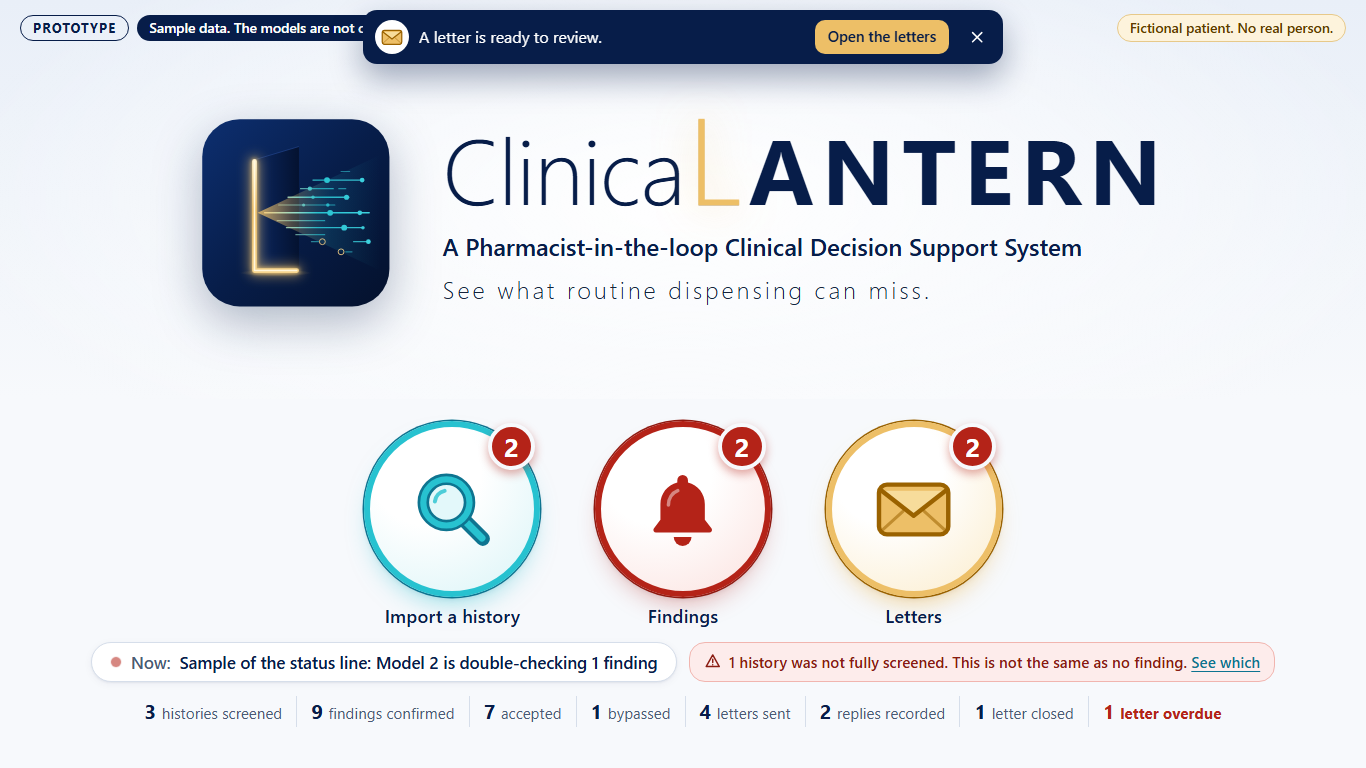 PROTOTYPE
Sample data. The models are not
A letter is ready to review.
Open the letters
Fictional patient. No real person.
ClinicaLANTERN
A Pharmacist-in-the-loop Clinical Decision Support System
See what routine dispensing can miss.
2
2
2
Import a history
Findings
Letters
Now: Sample of the status line: Model 2 is double-checking 1 finding
1 history was not fully screened. This is not the same as no finding. See which
3 histories screened
9 findings confirmed
7 accepted
1 bypassed
4 letters sent
2 replies recorded
1 letter closed
1 letter overdue